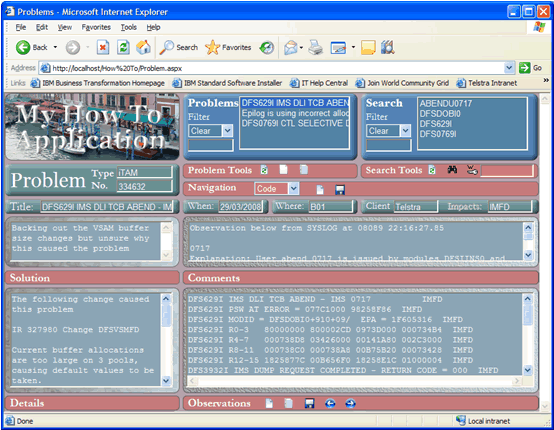 Problems - Microsoft Internet Explorer
File Edit View Favorites Tools Help
Back Search Favorites
Address http://localhost/How%20To/Problem.aspx Go
Links IBM Business Transformation Homepage IBM Standard Software Installer IT Help Central Join World Community Grid Telstra Intranet
My How To
Application
Problems
Filter
Clear
DFS629I IMS DLI TCB ABEN
Epilog is using incorrect alloc
DFS0769I CTL SELECTIVE D
Search
Filter
Clear
ABENDU0717
DFSDOBI0
DFS629I
DFS0769I
Problem Type iTAM
No. 334632
Problem Tools
Search Tools
Navigation Code
Title: DFS629I IMS DLI TCB ABEND - IM
When: 29/03/2008
Where: B01
Client Telstra
Impacts: IMFD
Backing out the VSAM buffer
size changes but unsure why
this caused the problem
Observation below from SYSLOG at 08089 22:16:27.85
0717
Explanation: User abend 0717 is issued by modules DFSIIN50 and
Solution
Comments
The following change caused
this problem
IR 327980 Change DFSVSMFD
Current buffer allocations
are too large on 3 pools,
causing default values to be
taken.
DFS629I IMS DLI TCB ABEND - IMS 0717 IMFD
DFS629I PSW AT ERROR = 077C1000 98258F86 IMFD
DFS629I MODID = DFSDOBI0+910+09/ EPA = 1F605316 IMFD
DFS629I R0-3 80000000 800002CD 0973D000 000734B4 IMFD
DFS629I R4-7 000738D8 03426000 00141A80 002C3000 IMFD
DFS629I R8-11 000738C0 000738A8 00B75B20 00073428 IMFD
DFS629I R12-15 1825877C 00B656F0 18258E1C 01000004 IMFD
DFS3932I IMS DUMP REQUEST COMPLETED - RETURN CODE = 000 IMFD
Details
Observations
Done
Local intranet